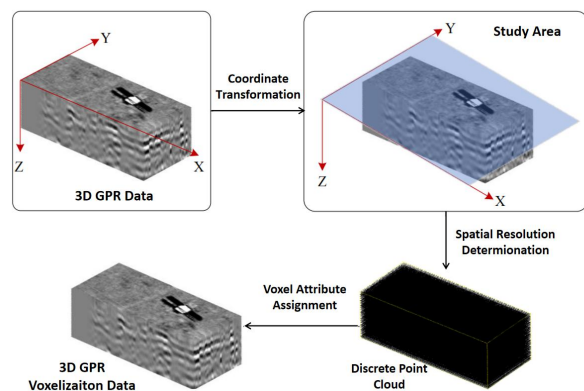 Y
X
Z
3D GPR Data
Coordinate
Transformation
Study Area
Y
X
Z
Spatial Resolution
Determionation
Discrete Point
Cloud
Voxel Attribute
Assignment
3D GPR
Voxelizaiton Data